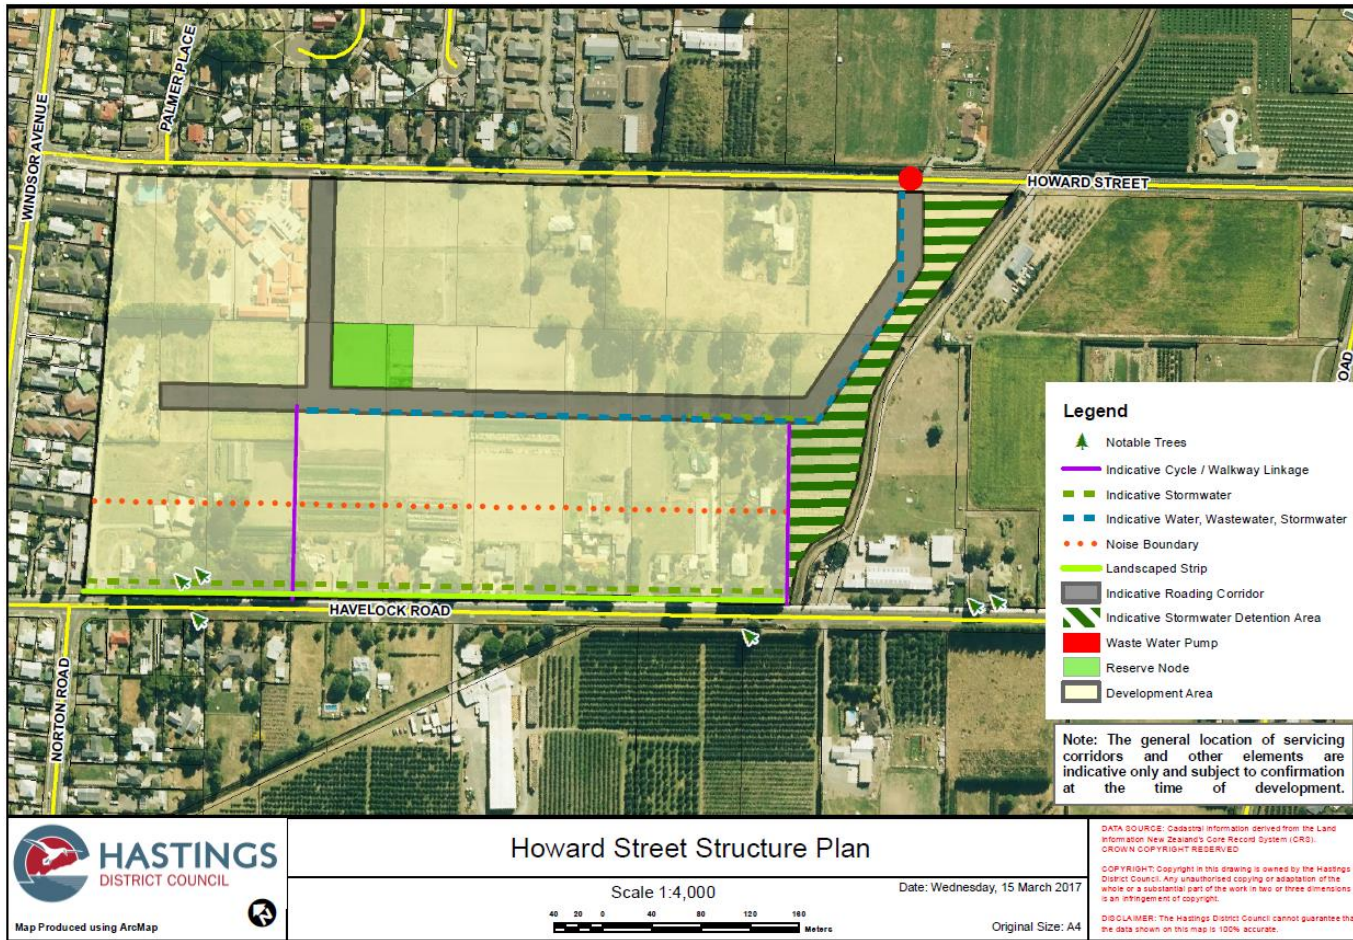 WINDSOR AVENUE
PALMER PLACE
HOWARD STREET
OAD
HAVELOCK ROAD
NORTON ROAD
Legend
Notable Trees
Indicative Cycle / Walkway Linkage
Indicative Stormwater
Indicative Water, Wastewater, Stormwater
Noise Boundary
Landscaped Strip
Indicative Roading Corridor
Indicative Stormwater Detention Area
Waste Water Pump
Reserve Node
Development Area
Note: The general location of servicing
corridors and other elements are
indicative only and subject to confirmation
at the time of development.
HASTINGS
DISTRICT COUNCIL
Map Produced using ArcMap
Howard Street Structure Plan
Scale 1:4,000
Date: Wednesday, 15 March 2017
40 20 0 40 80 120 160
Meters
Original Size: A4
DATA SOURCE: Cadastral information derived from the Land
Information New Zealand's Core Record System (CRS).
CROWN COPYRIGHT RESERVED
COPYRIGHT: Copyright in this drawing is owned by the Hastings
District Council. Any unauthorised copying or adaptation of the
whole or a substantial part of the work in two or three dimensions
is an infringement of copyright.
DISCLAIMER: The Hastings District Council cannot guarantee tha
the data shown on this map is 100% accurate.